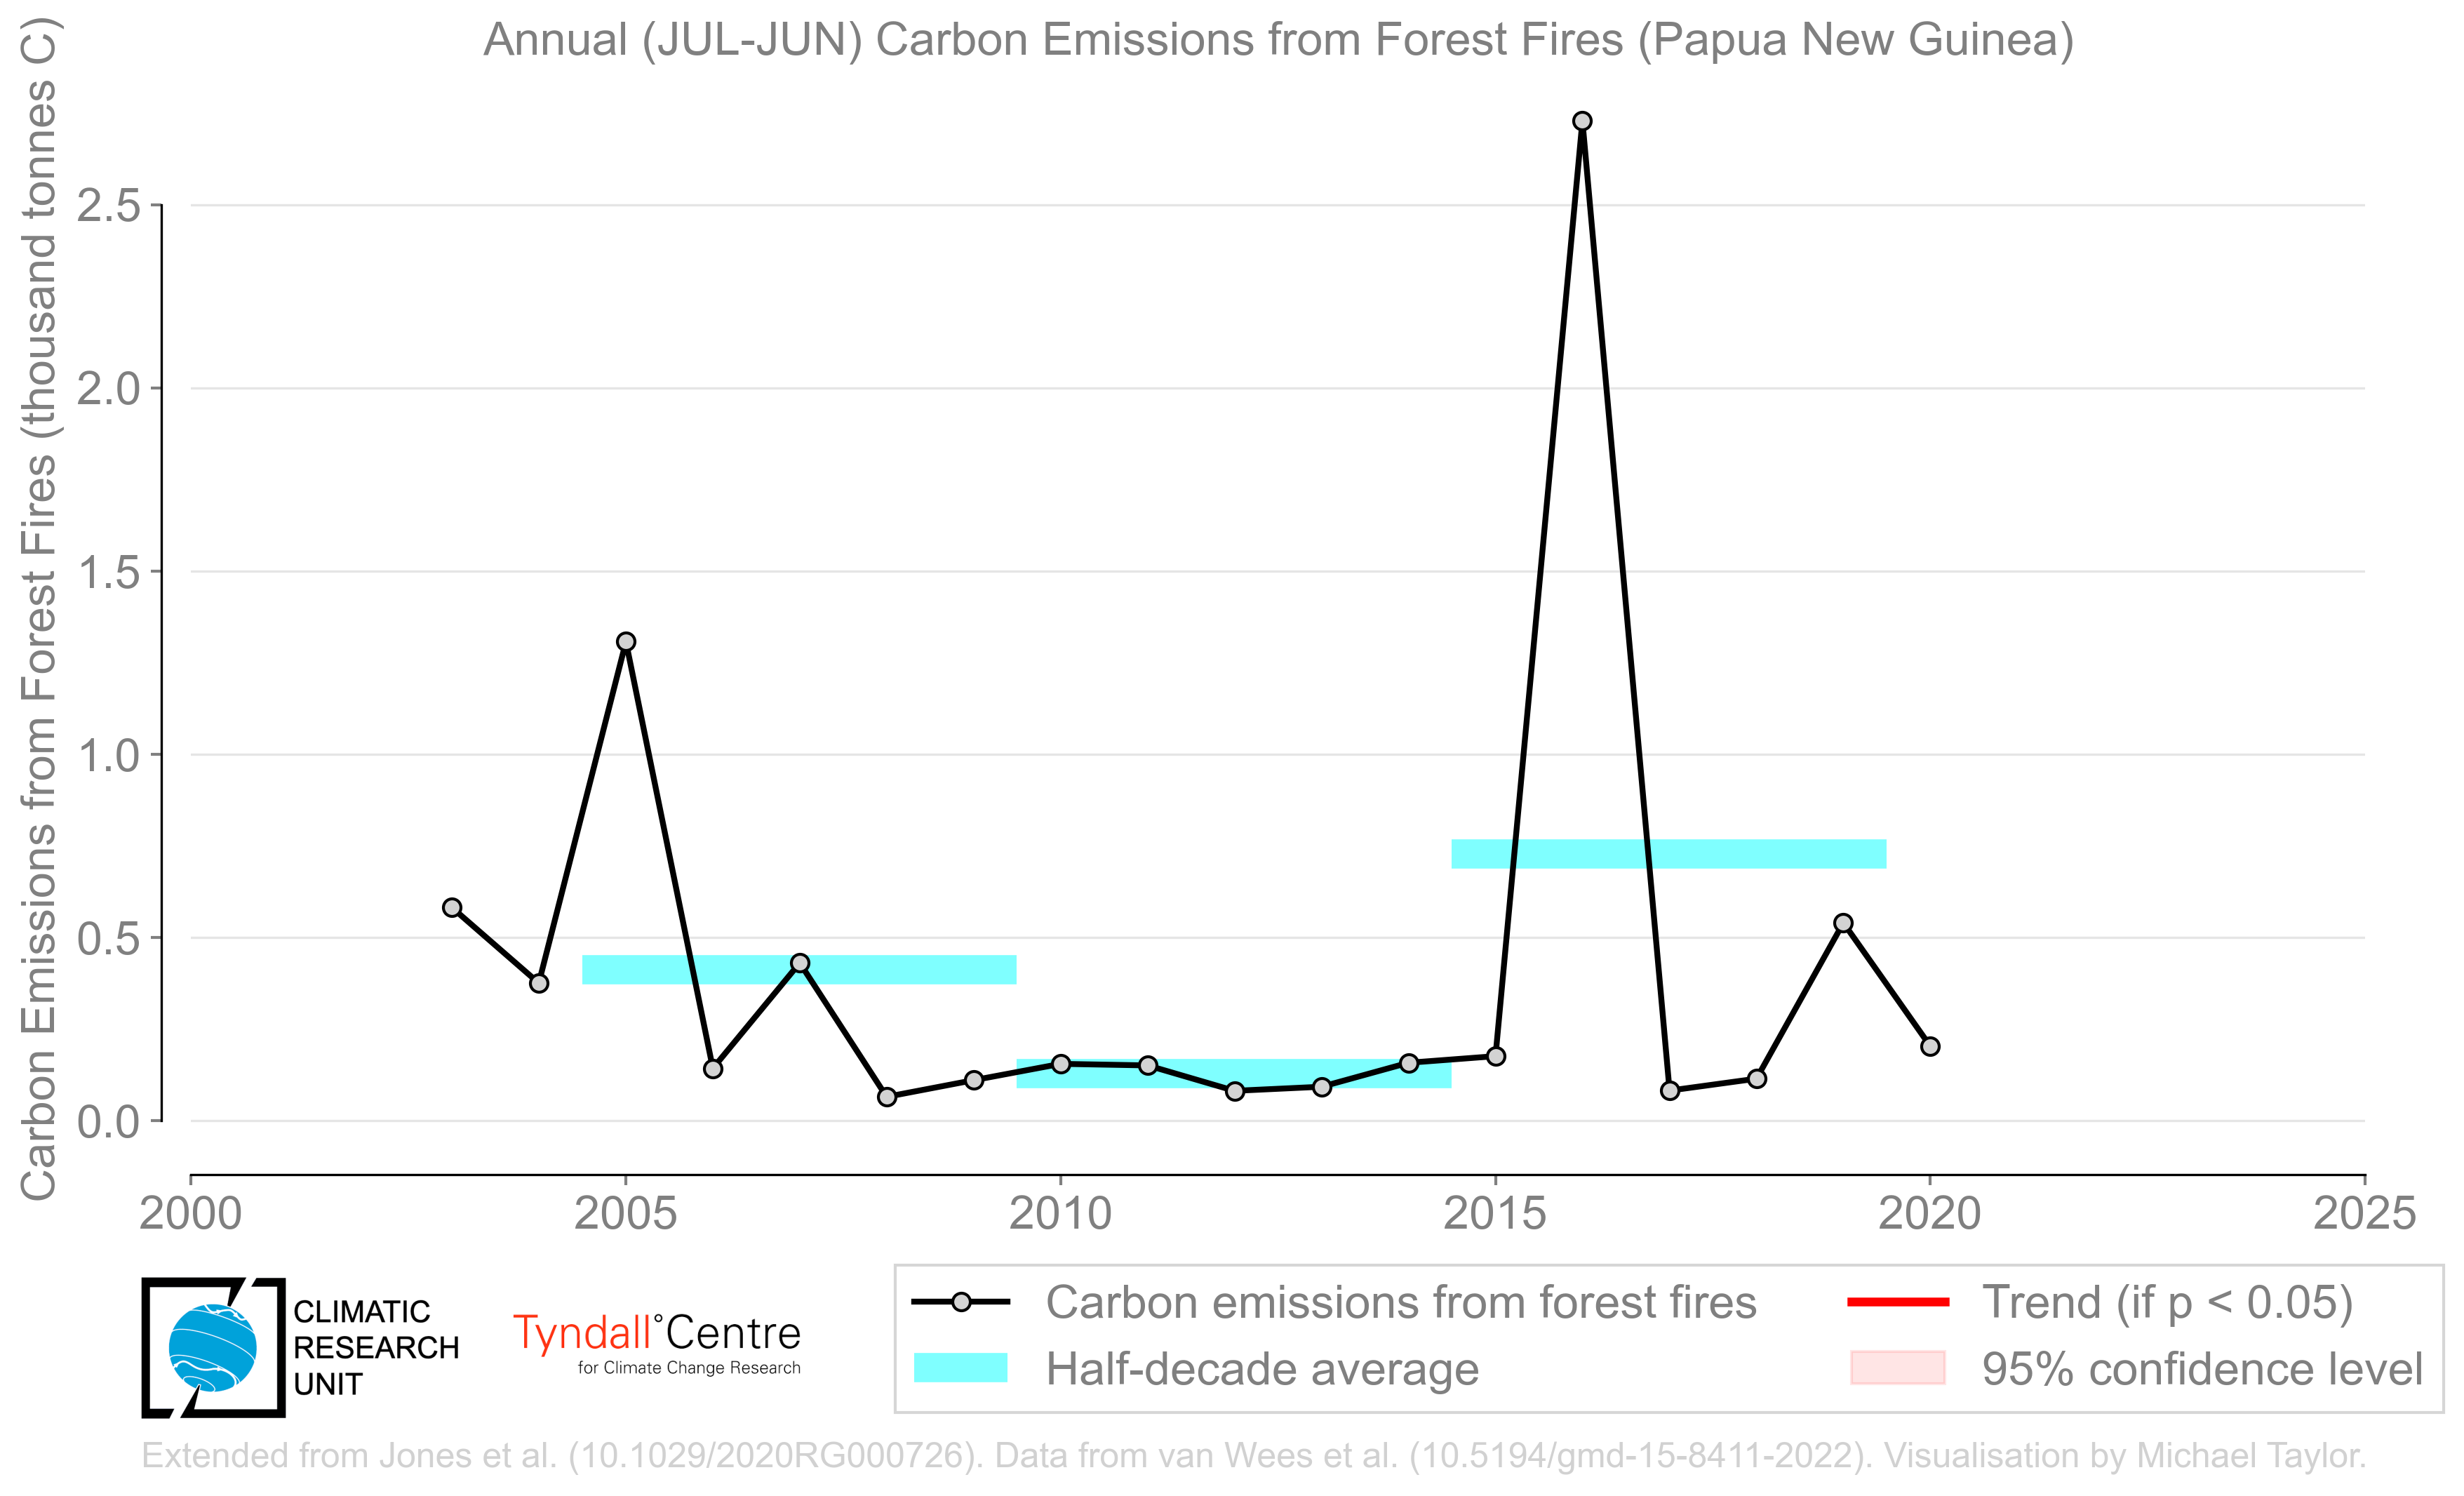 Annual (JUL-JUN) Carbon Emissions from Forest Fires (Papua New Guinea)
Carbon Emissions from Forest Fires (thousand tonnes C)
2.5
2.0
1.5
1.0
0.5
0.0
2000 2005 2010 2015 2020 2025
CLIMATIC
RESEARCH
UNIT
Tyndall°Centre
for Climate Change Research
Carbon emissions from forest fires
Half-decade average
Trend (if p < 0.05)
95% confidence level
Extended from Jones et al. (10.1029/2020RG000726). Data from van Wees et al. (10.5194/gmd-15-8411-2022). Visualisation by Michael Taylor.